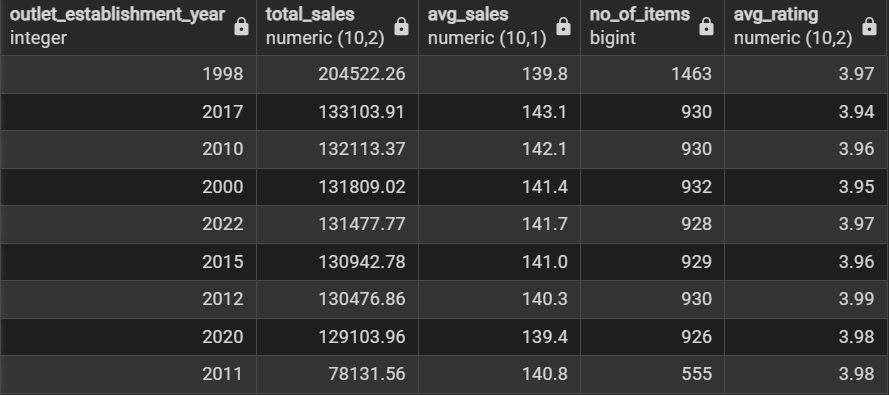 outlet_establishment_year total_sales avg_sales no_of_items avg_rating
integer numeric (10,2) numeric (10,1) bigint numeric (10,2)
1998 204522.26 139.8 1463 3.97
2017 133103.91 143.1 930 3.94
2010 132113.37 142.1 930 3.96
2000 131809.02 141.4 932 3.95
2022 131477.77 141.7 928 3.97
2015 130942.78 141.0 929 3.96
2012 130476.86 140.3 930 3.99
2020 129103.96 139.4 926 3.98
2011 78131.56 140.8 555 3.98